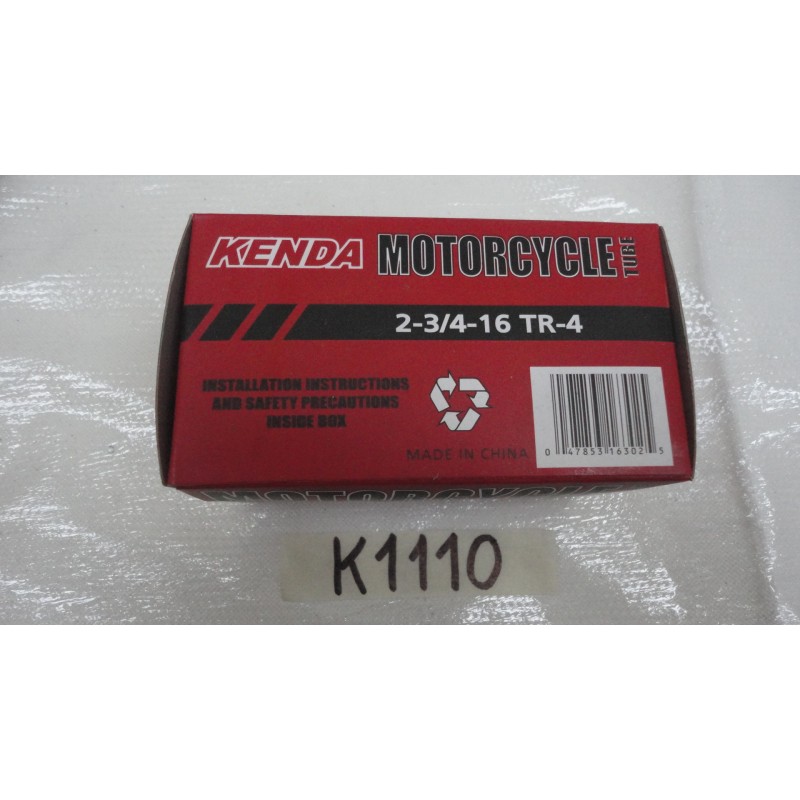 KENDA MOTORCYCLE TUBE
2-3/4-16 TR-4
INSTALLATION INSTRUCTIONS
AND SAFETY PRECAUTIONS
INSIDE BOX
MADE IN CHINA
0 47853 16302 5
MOTORCYCLE
K1110